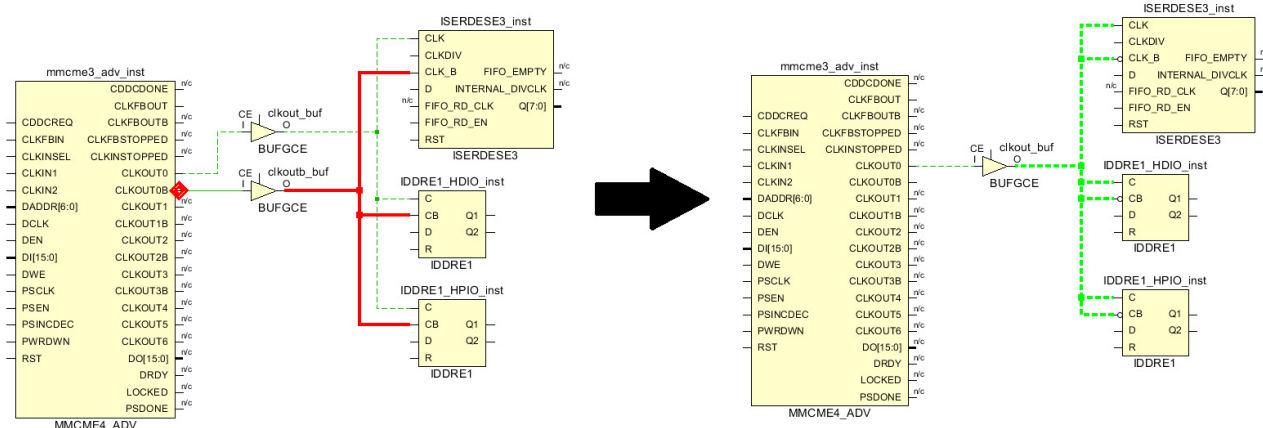 ISERDESE3_inst
CLK
CLKDIV
CLK_B FIFO_EMPTY n/c
D INTERNAL_DIVCLK n/c
n/c FIFO_RD_CLK Q[7:0]
FIFO_RD_EN
RST
ISERDESE3
mmcme3_adv_inst
CDDCDONE n/c
CLKFBOUT
CDDCREQ CLKFBOUTB n/c
CLKFBIN CLKFBSTOPPED n/c
CLKINSEL CLKINSTOPPED n/c
CLKIN1 CLKOUT0
CLKIN2 CLKOUT0B
DADDR[6:0] CLKOUT1 n/c
DCLK CLKOUT1B n/c
DEN CLKOUT2 n/c
DI[15:0] CLKOUT2B n/c
DWE CLKOUT3 n/c
PSCLK CLKOUT3B n/c
PSEN CLKOUT4 n/c
PSINCDEC CLKOUT5 n/c
PWRDWN CLKOUT6 n/c
RST DO[15:0] n/c
DRDY n/c
LOCKED n/c
PSDONE n/c
MMCME4_ADV
clkout_buf
CE
I O
BUFGCE
clkoutb_buf
CE
I O
BUFGCE
IDDRE1_HDIO_inst
C
CB Q1
D Q2
R
IDDRE1
IDDRE1_HPIO_inst
C
CB Q1
D Q2
R
IDDRE1
ISERDESE3_inst
CLK
CLKDIV
CLK_B FIFO_EMPTY
D INTERNAL_DIVCLK
n/c FIFO_RD_CLK Q[7:0]
FIFO_RD_EN
RST
ISERDESE3
mmcme3_adv_inst
CDDCDONE n/c
CLKFBOUT
CDDCREQ CLKFBOUTB n/c
CLKFBIN CLKFBSTOPPED n/c
CLKINSEL CLKINSTOPPED n/c
CLKIN1 CLKOUT0
CLKIN2 CLKOUT0B n/c
DADDR[6:0] CLKOUT1 n/c
DCLK CLKOUT1B n/c
DEN CLKOUT2 n/c
DI[15:0] CLKOUT2B n/c
DWE CLKOUT3 n/c
PSCLK CLKOUT3B n/c
PSEN CLKOUT4 n/c
PSINCDEC CLKOUT5 n/c
PWRDWN CLKOUT6 n/c
RST DO[15:0] n/c
DRDY n/c
LOCKED n/c
PSDONE n/c
MMCME4_ADV
clkout_buf
CE
I O
BUFGCE
IDDRE1_HDIO_inst
C
CB Q1
D Q2
R
IDDRE1
IDDRE1_HPIO_inst
C
CB Q1
D Q2
R
IDDRE1